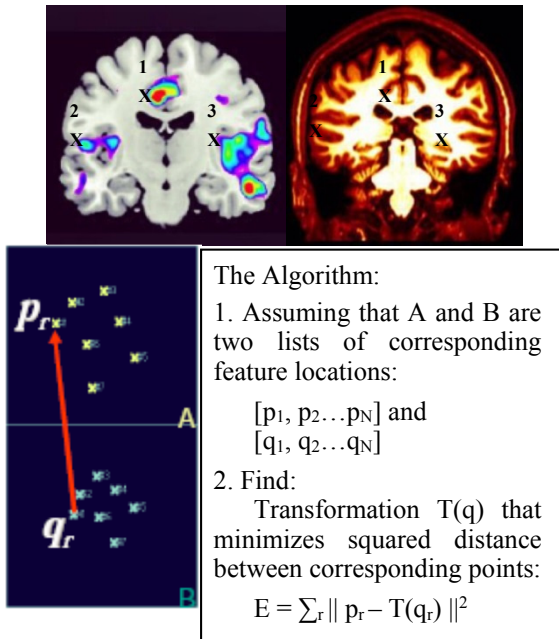 1
X
2
X
3
X
1
X
2
X
3
X
pr
A
qr
B
The Algorithm:
1. Assuming that A and B are
two lists of corresponding
feature locations:
[p1, p2…pN] and
[q1, q2…qN]
2. Find:
Transformation T(q) that
minimizes squared distance
between corresponding
points:
E = ∑r || pr – T(qr) ||2